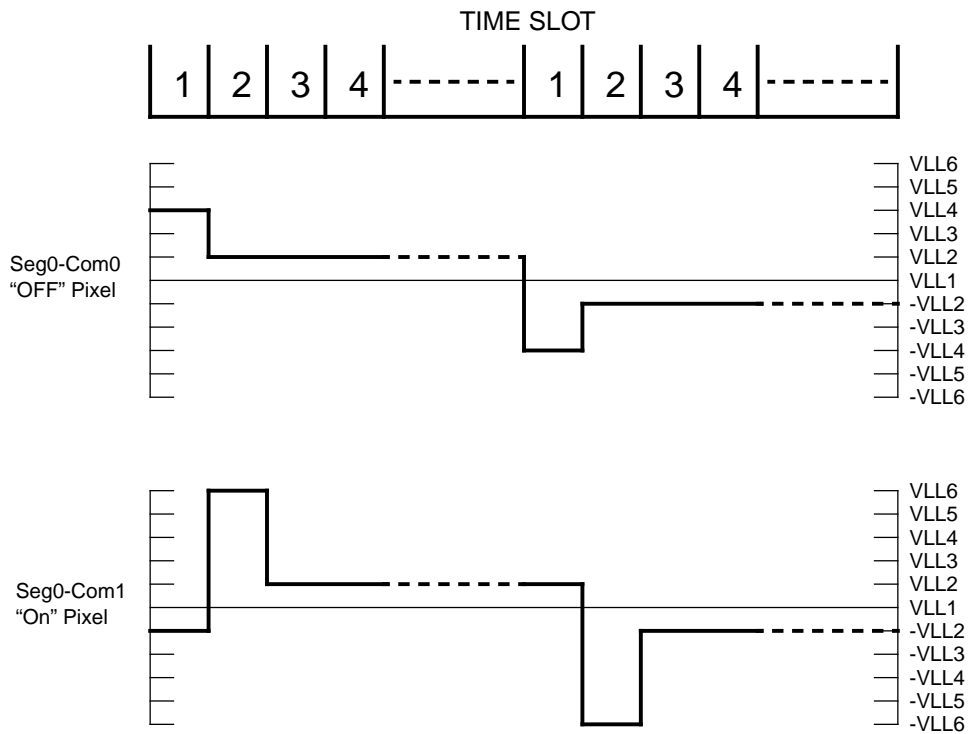 TIME SLOT
1 2 3 4 1 2 3 4
VLL6
VLL5
VLL4
VLL3
Seg0-Com0
“OFF” Pixel
VLL2
VLL1
-VLL2
-VLL3
-VLL4
-VLL5
-VLL6
VLL6
VLL5
VLL4
VLL3
Seg0-Com1
“On” Pixel
VLL2
VLL1
-VLL2
-VLL3
-VLL4
-VLL5
-VLL6